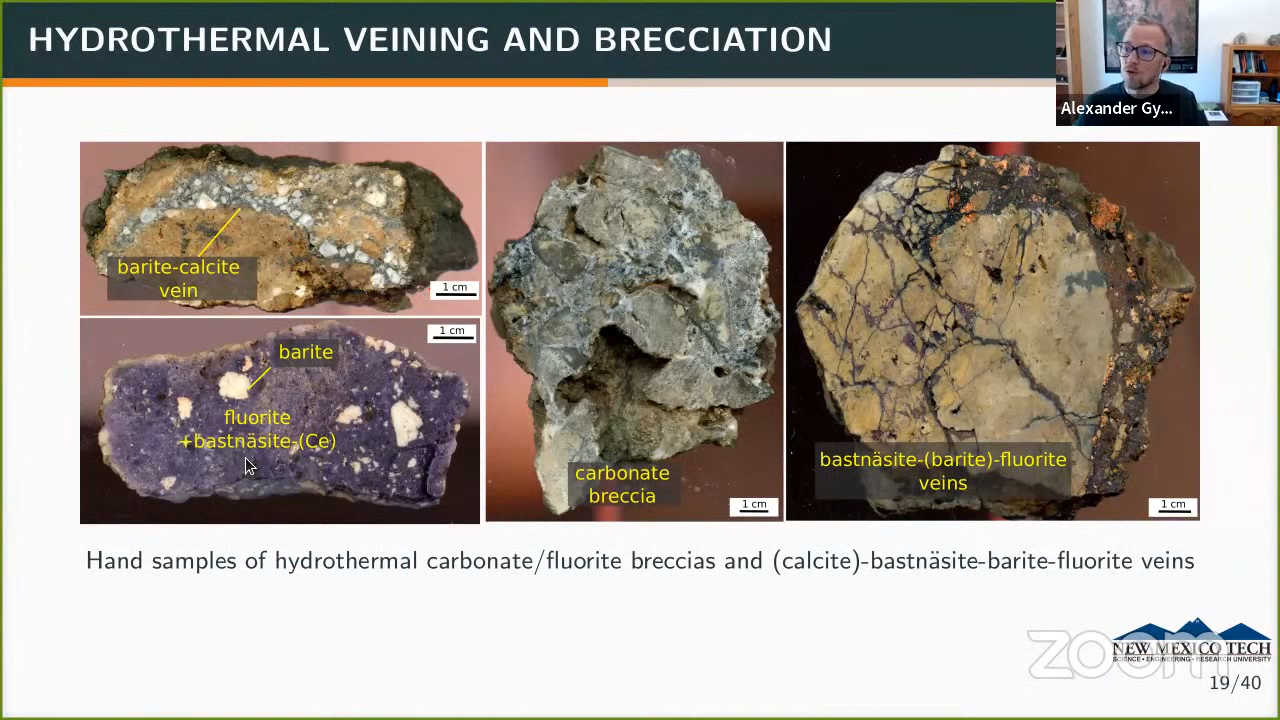 HYDROTHERMAL VEINING AND BRECCIATION
Alexander Gy...
barite-calcite
vein
1 cm
barite
fluorite
+bastnäsite-(Ce)
1 cm
carbonate
breccia
1 cm
bastnäsite-(barite)-fluorite
veins
1 cm
Hand samples of hydrothermal carbonate/fluorite breccias and (calcite)-bastnäsite-barite-fluorite veins
zoom
NEW MEXICO TECH
SCIENCE • ENGINEERING • RESEARCH UNIVERSITY
19/40